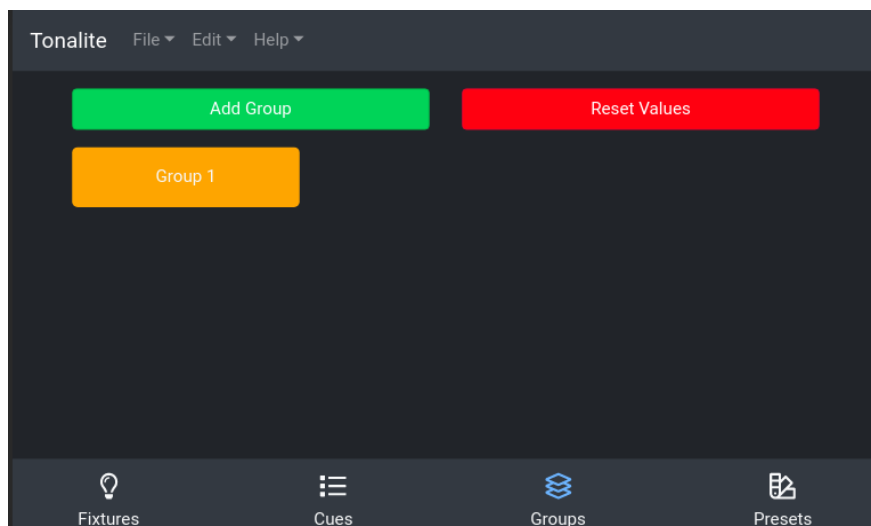 Tonalite File Edit Help
Add Group Reset Values
Group 1
Fixtures Cues Groups Presets